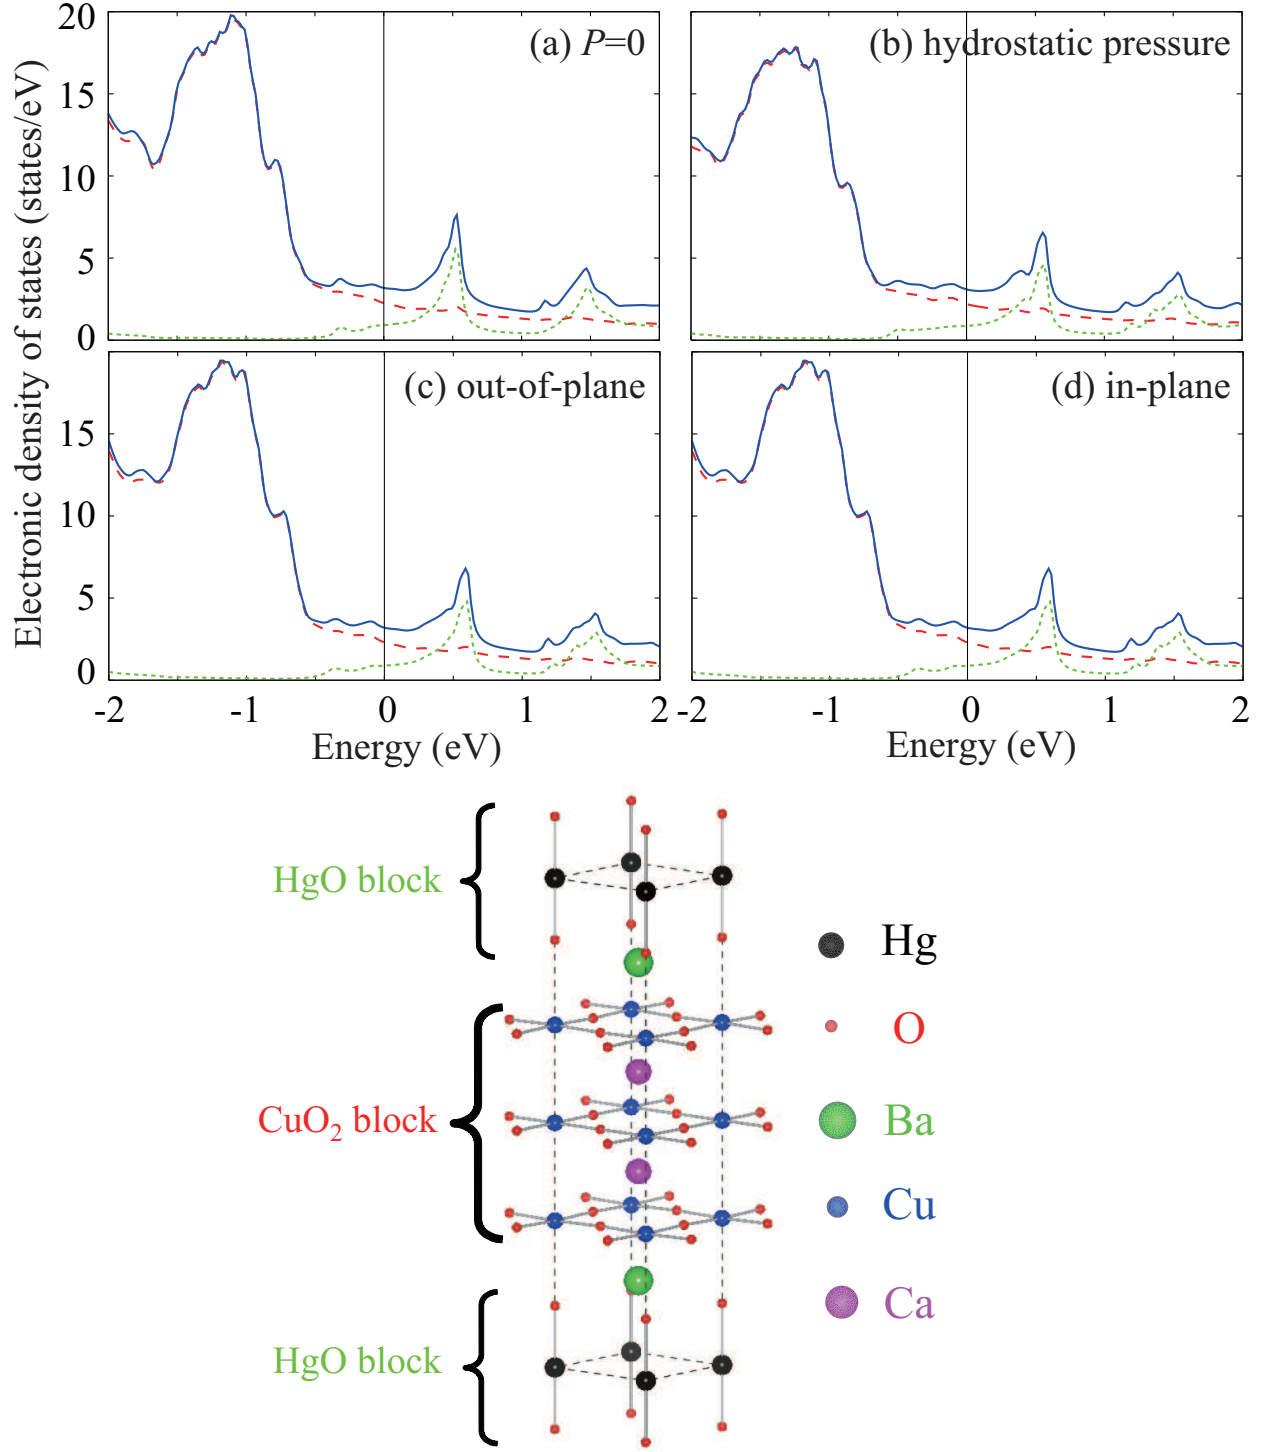 Electronic density of states (states/eV)
20
15
10
5
0
(a) P=0
(b) hydrostatic pressure
15
10
5
0
(c) out-of-plane
(d) in-plane
-2 -1 0 1 2 -2 -1 0 1 2
Energy (eV) Energy (eV)
HgO block
CuO₂ block
HgO block
Hg
O
Ba
Cu
Ca